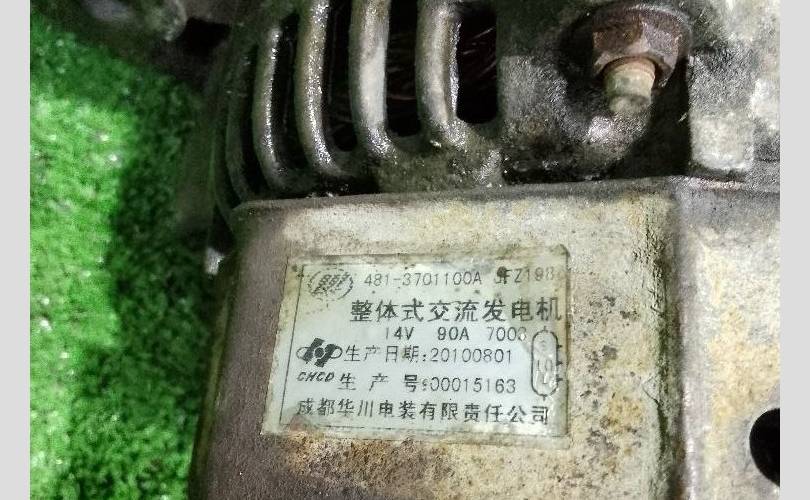 481-3701100A JFZ198
整体式交流发电机
14V 90A 7003
生产日期:20100801
CHCD 生产号:00015163
成都华川电装有限责任公司